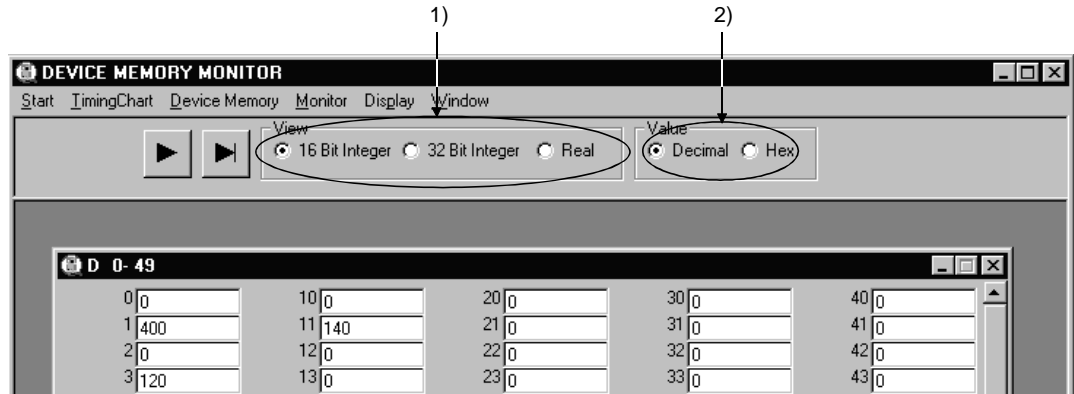 1) 2)
DEVICE MEMORY MONITOR
Start TimingChart Device Memory Monitor Display Window
View Value
16 Bit Integer 32 Bit Integer Real Decimal Hex
D 0- 49
0 0 10 0 20 0 30 0 40 0
1 400 11 140 21 0 31 0 41 0
2 0 12 0 22 0 32 0 42 0
3 120 13 0 23 0 33 0 43 0